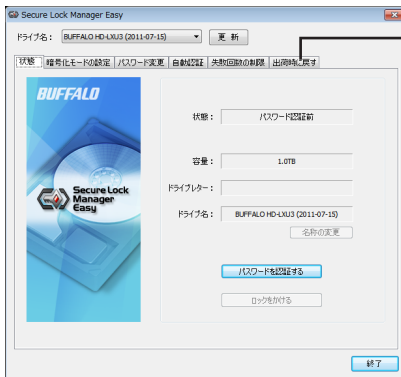 Secure Lock Manager Easy
ドライブ名： BUFFALO HD-LXU3 (2011-07-15) 更 新
状態 暗号化モードの設定 パスワード変更 自動認証 失敗回数の制限 出荷時に戻す
BUFFALO
状態： パスワード認証前
容量： 1.0TB
Secure Lock
Manager
Easy
ドライブレター：
ドライブ名： BUFFALO HD-LXU3 (2011-07-15)
名称の変更
パスワードを認証する
ロックをかける
終了